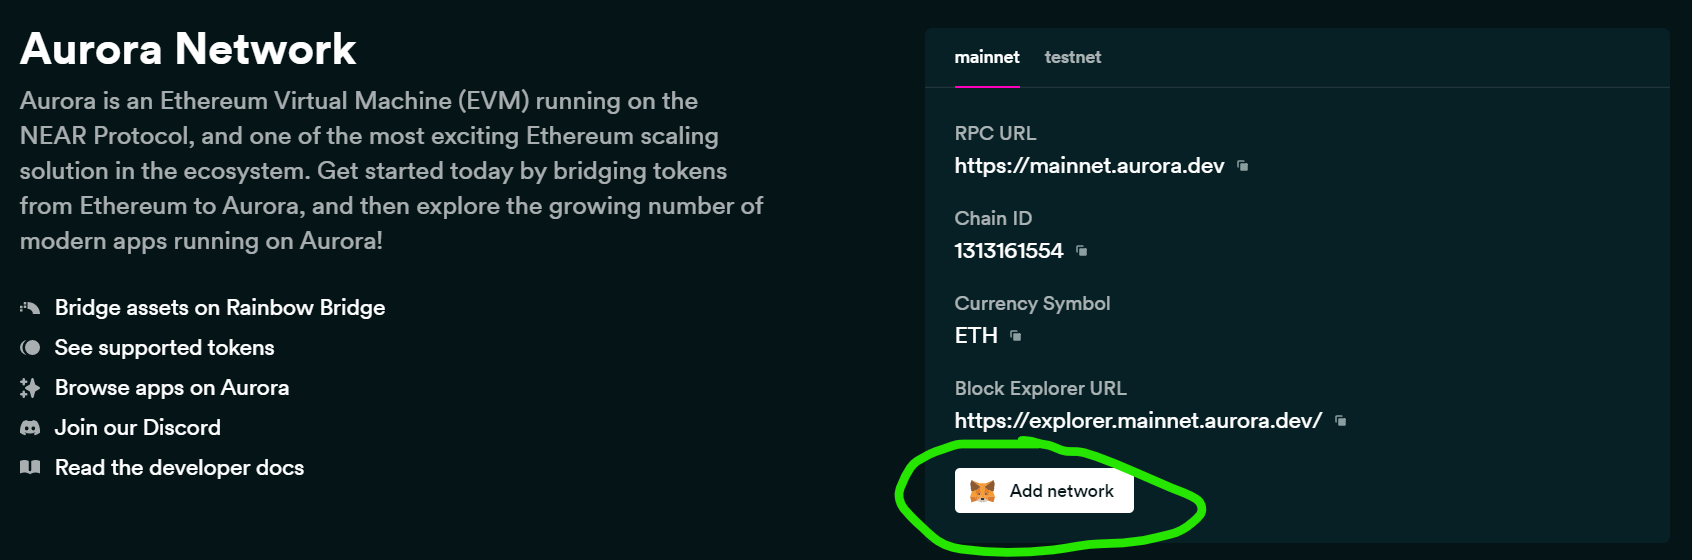 Aurora Network
Aurora is an Ethereum Virtual Machine (EVM) running on the
NEAR Protocol, and one of the most exciting Ethereum scaling
solution in the ecosystem. Get started today by bridging tokens
from Ethereum to Aurora, and then explore the growing number of
modern apps running on Aurora!
Bridge assets on Rainbow Bridge
See supported tokens
Browse apps on Aurora
Join our Discord
Read the developer docs
mainnet testnet
RPC URL
https://mainnet.aurora.dev
Chain ID
1313161554
Currency Symbol
ETH
Block Explorer URL
https://explorer.mainnet.aurora.dev/
Add network